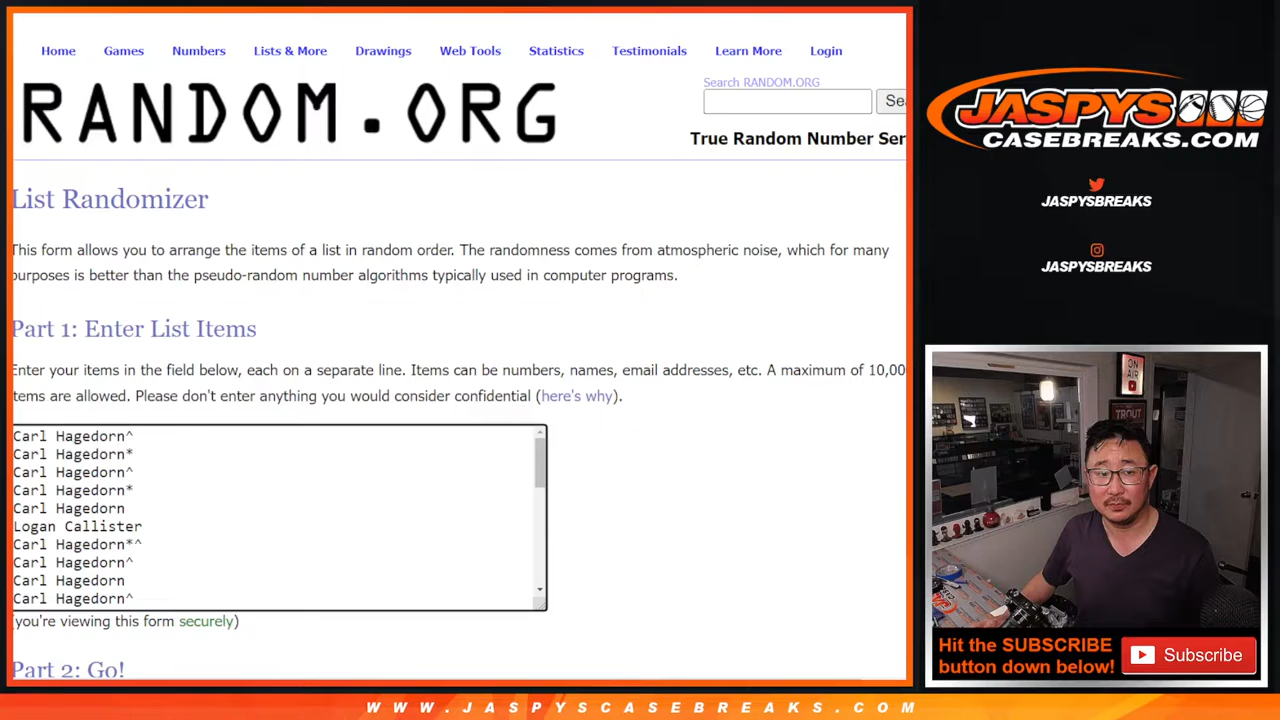 Home Games Numbers Lists & More Drawings Web Tools Statistics Testimonials Learn More Login
RANDOM.ORG
Search RANDOM.ORG
Sea
True Random Number Ser
List Randomizer
This form allows you to arrange the items of a list in random order. The randomness comes from atmospheric noise, which for many
purposes is better than the pseudo-random number algorithms typically used in computer programs.
Part 1: Enter List Items
Enter your items in the field below, each on a separate line. Items can be numbers, names, email addresses, etc. A maximum of 10,00
items are allowed. Please don't enter anything you would consider confidential (here's why).
Carl Hagedorn^
Carl Hagedorn*
Carl Hagedorn^
Carl Hagedorn*
Carl Hagedorn
Logan Callister
Carl Hagedorn*^
Carl Hagedorn^
Carl Hagedorn
Carl Hagedorn^
(you're viewing this form securely)
Part 2: Go!
JASPYS
CASEBREAKS.COM
JASPYSBREAKS
JASPYSBREAKS
ON
AIR
TROUT
Hit the SUBSCRIBE
button down below!
Subscribe
WWW.JASPYSCASEBREAKS.COM